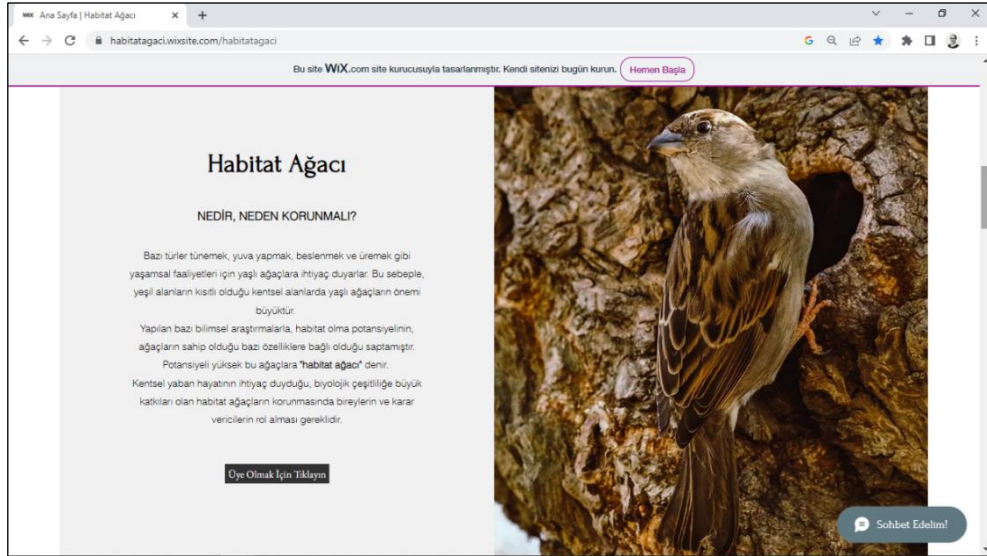 WiX Ana Sayfa | Habitat Ağacı
habitatagaci.wixsite.com/habitatagaci
Bu site WiX.com site kurucusuyla tasarlanmıştır. Kendi sitenizi bugün kurun. Hemen Başla
Habitat Ağacı
NEDİR, NEDEN KORUNMALI?
Bazı türler tünemek, yuva yapmak, beslenmek ve üremek gibi
yaşamsal faaliyetleri için yaşlı ağaçlara ihtiyaç duyarlar. Bu sebeple,
yeşil alanların kısıtlı olduğu kentsel alanlarda yaşlı ağaçların önemi
büyüktür.
Yapılan bazı bilimsel araştırmalarla, habitat olma potansiyelinin,
ağaçların sahip olduğu bazı özelliklere bağlı olduğu saptamıştır.
Potansiyeli yüksek bu ağaçlara "habitat ağacı" denir.
Kentsel yaban hayatının ihtiyaç duyduğu, biyolojik çeşitliliğe büyük
katkıları olan habitat ağaçların korunmasında bireylerin ve karar
vericilerin rol alması gereklidir.
Üye Olmak İçin Tıklayın
Sohbet Edelim!